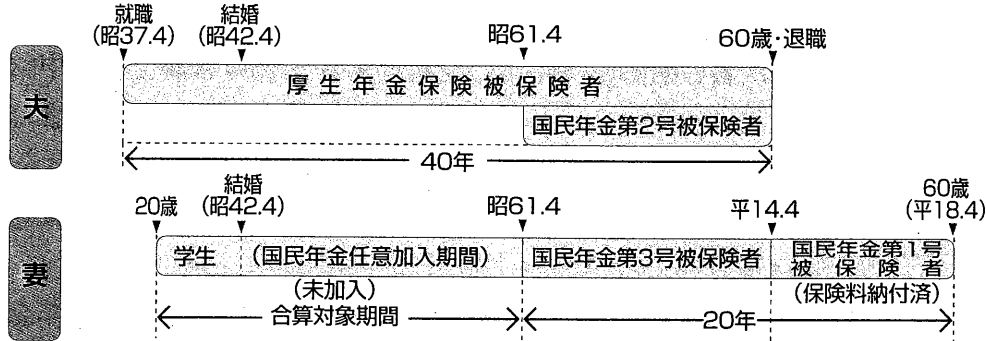 就職
(昭37.4)
結婚
(昭42.4)
昭61.4
60歳・退職
夫
厚生年金保険被保険者
国民年金第2号被保険者
40年
20歳
結婚
(昭42.4)
昭61.4
平14.4
60歳
(平18.4)
妻
学生
(国民年金任意加入期間)
国民年金第3号被保険者
国民年金第1号
被保険者
(未加入)
(保険料納付済)
合算対象期間
20年